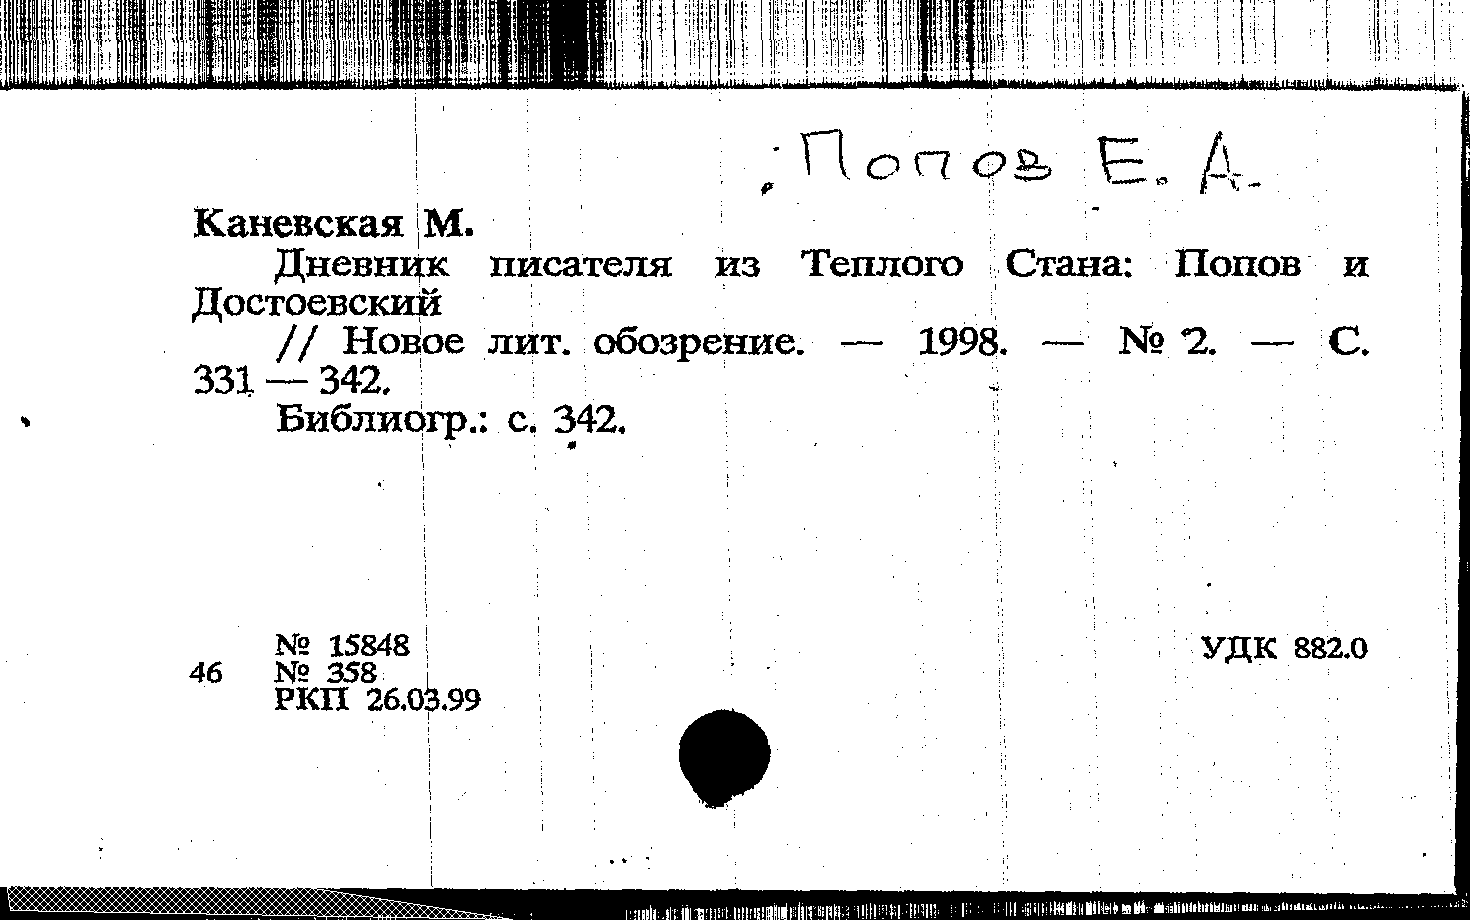 Попов Е. А.
Каневская М.
Дневник писателя из Теплого Стана: Попов и
Достоевский
// Новое лит. обозрение. — 1998. — № 2. — С.
331 — 342.
Библиогр.: с. 342.
№ 15848
УДК 882.0
46 № 358
РКП 26.03.99